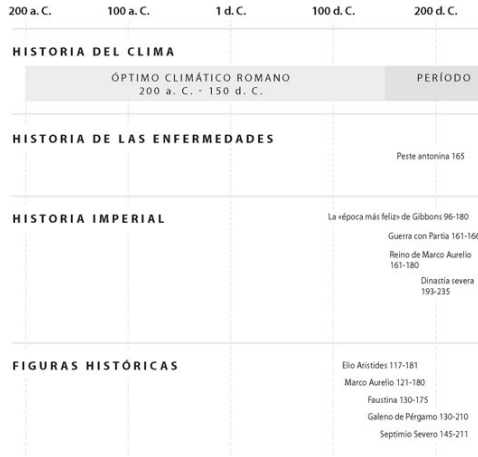 200 a. C. 100 a. C. 1 d. C. 100 d. C. 200 d. C.
HISTORIA DEL CLIMA
ÓPTIMO CLIMÁTICO ROMANO
200 a. C. - 150 d. C.
PERÍODO
HISTORIA DE LAS ENFERMEDADES
Peste antonina 165
HISTORIA IMPERIAL
La «época más feliz» de Gibbons 96-180
Guerra con Partia 161-166
Reino de Marco Aurelio
161-180
Dinastía severa
193-235
FIGURAS HISTÓRICAS
Elio Aristides 117-181
Marco Aurelio 121-180
Faustina 130-175
Galeno de Pérgamo 130-210
Septimio Severo 145-211